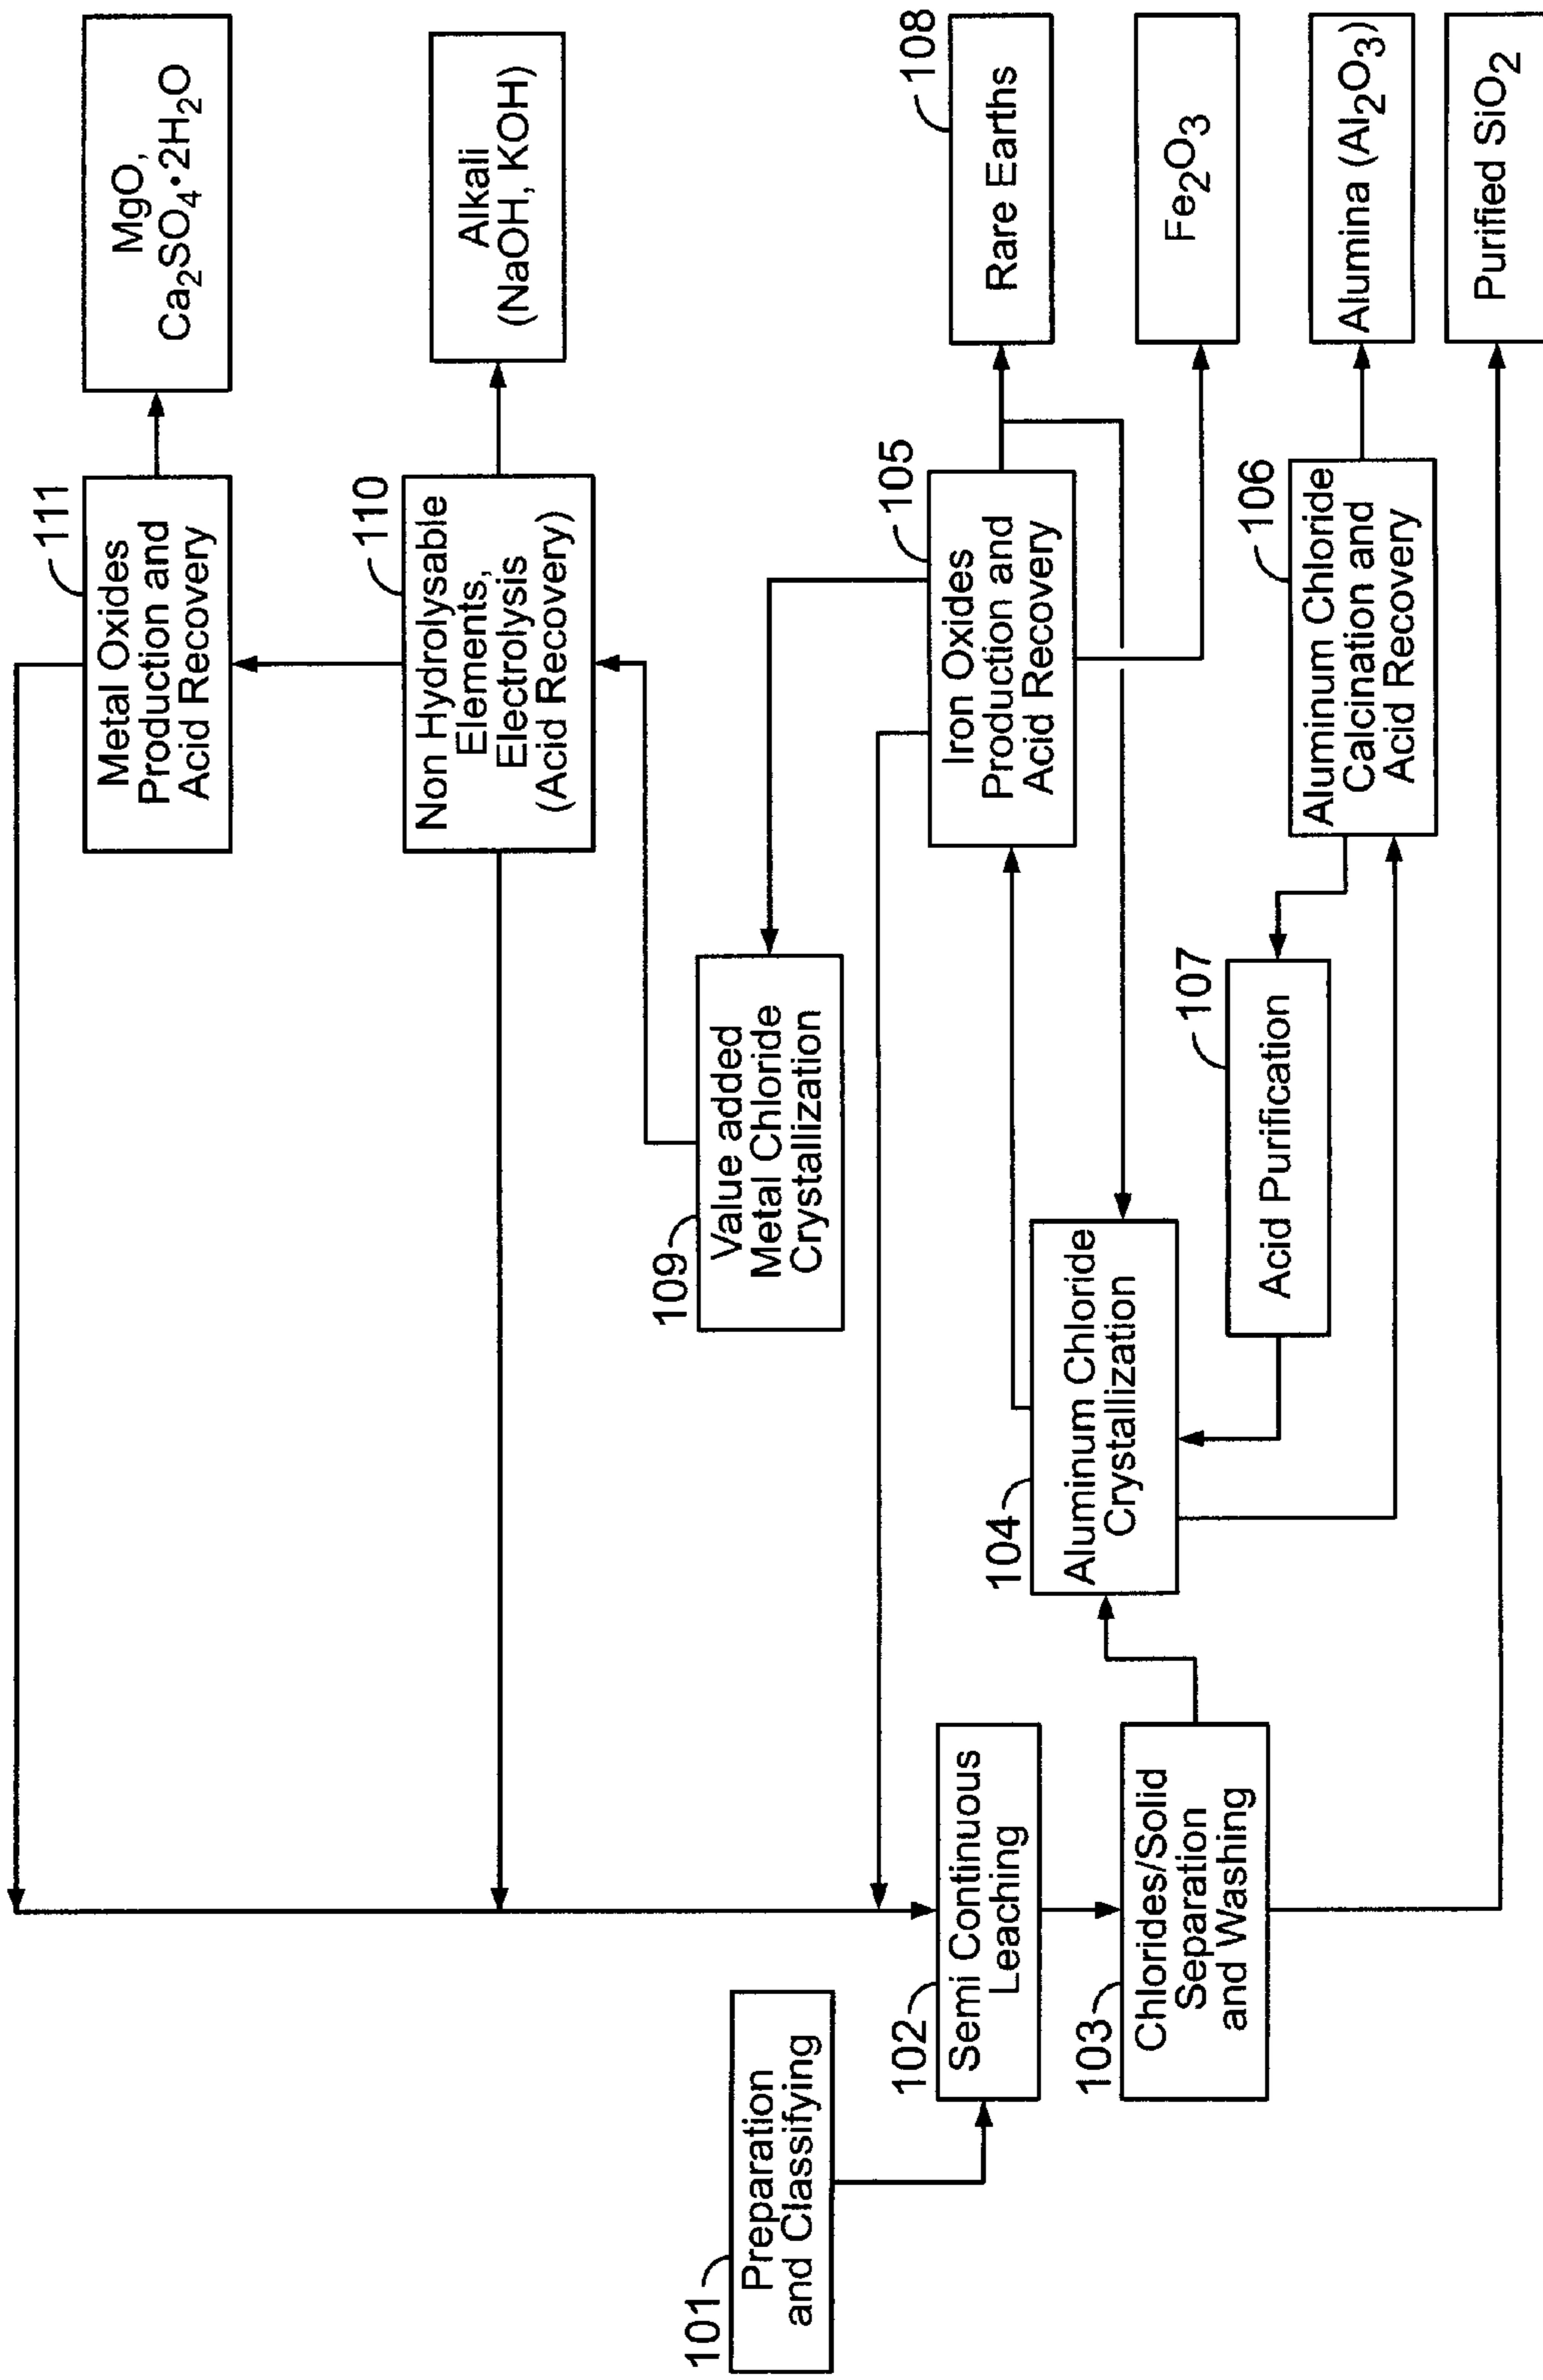 101
Preparation
and Classifying
102
Semi Continuous
Leaching
103
Chlorides/Solid
Separation
and Washing
104
Aluminum Chloride
Crystallization
109
Value added
Metal Chloride
Crystallization
107
Acid Purification
111
Metal Oxides
Production and
Acid Recovery
110
Non Hydrolysable
Elements,
Electrolysis
(Acid Recovery)
105
Iron Oxides
Production and
Acid Recovery
106
Aluminum Chloride
Calcination and
Acid Recovery
MgO,
Ca₂SO₄•2H₂O
Alkali
(NaOH, KOH)
108
Rare Earths
Fe₂O₃
Alumina (Al₂O₃)
Purified SiO₂